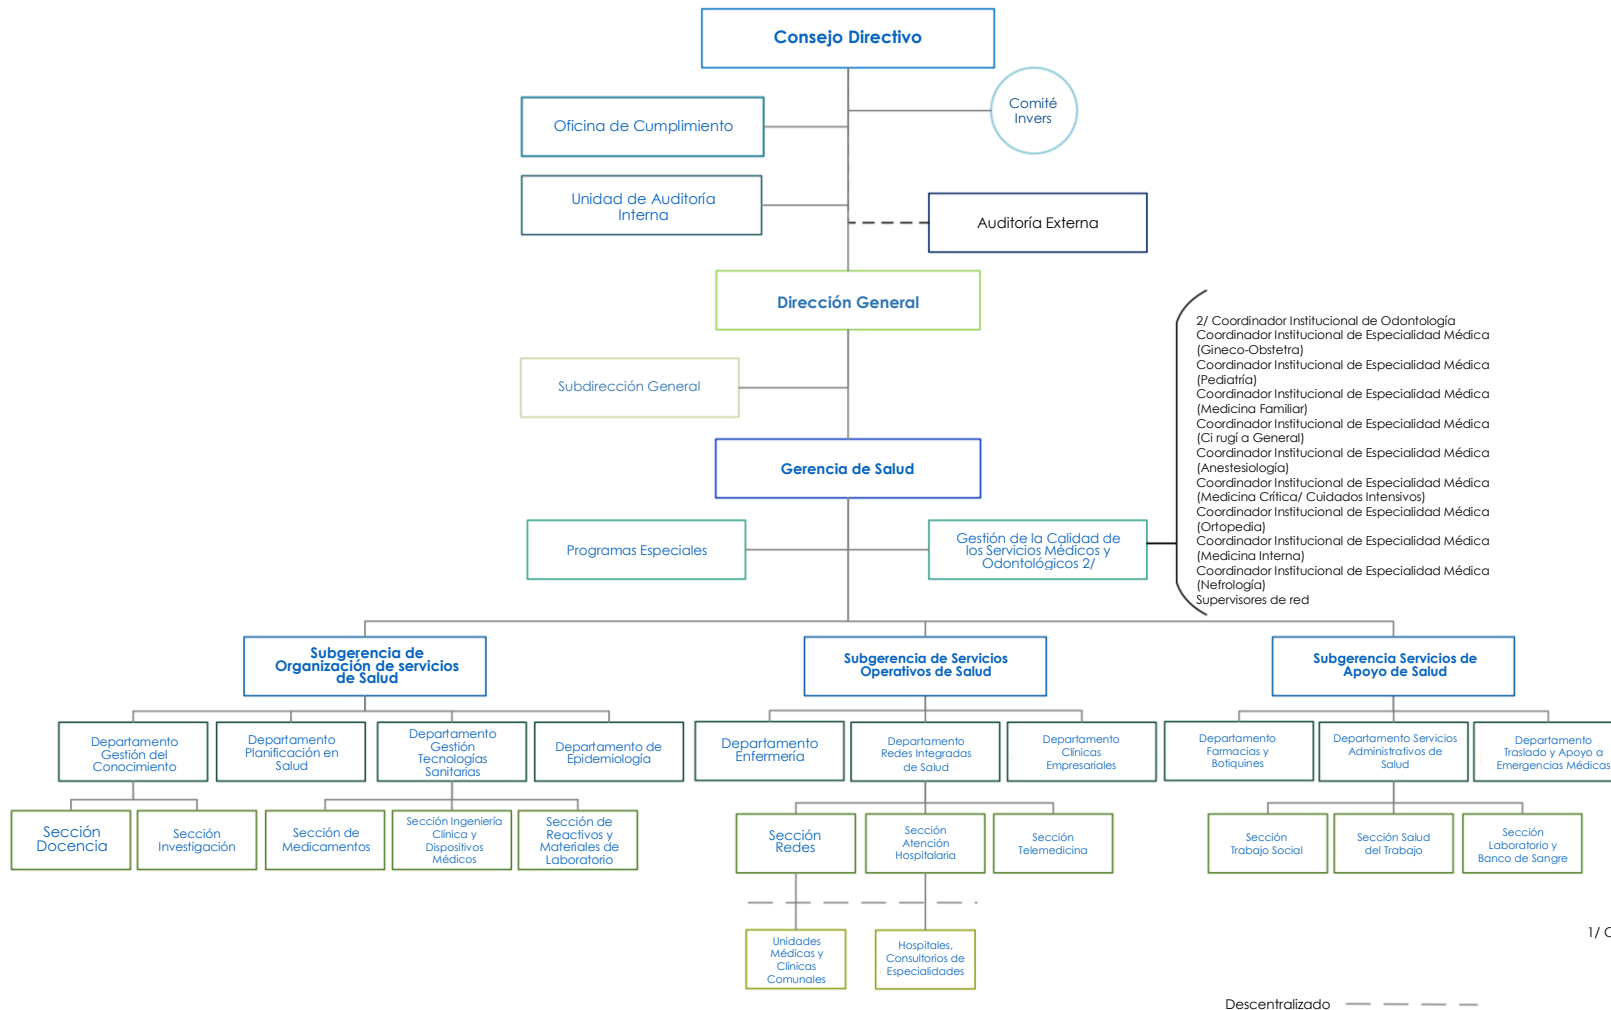 Consejo Directivo
Comité
Invers
Oficina de Cumplimiento
Unidad de Auditoría
Interna
Auditoría Externa
Dirección General
Subdirección General
Gerencia de Salud
2/ Coordinador Institucional de Odontología
Coordinador Institucional de Especialidad Médica
(Gineco-Obstetra)
Coordinador Institucional de Especialidad Médica
(Pediatría)
Coordinador Institucional de Especialidad Médica
(Medicina Familiar)
Coordinador Institucional de Especialidad Médica
(Ci rugí a General)
Coordinador Institucional de Especialidad Médica
(Anestesiología)
Coordinador Institucional de Especialidad Médica
(Medicina Crítica/ Cuidados Intensivos)
Coordinador Institucional de Especialidad Médica
(Ortopedia)
Coordinador Institucional de Especialidad Médica
(Medicina Interna)
Coordinador Institucional de Especialidad Médica
(Nefrología)
Supervisores de red
Programas Especiales
Gestión de la Calidad de
los Servicios Médicos y
Odontológicos 2/
Subgerencia de
Organización de servicios
de Salud
Subgerencia de Servicios
Operativos de Salud
Subgerencia Servicios de
Apoyo de Salud
Departamento
Gestión del
Conocimiento
Departamento
Planificación en
Salud
Departamento
Gestión
Tecnologías
Sanitarias
Departamento de
Epidemiología
Departamento
Enfermería
Departamento
Redes Integradas
de Salud
Departamento
Clínicas
Empresariales
Departamento
Farmacias y
Botiquines
Departamento Servicios
Administrativos de
Salud
Departamento
Traslado y Apoyo a
Emergencias Médicas
Sección
Docencia
Sección
Investigación
Sección de
Medicamentos
Sección Ingeniería
Clínica y
Dispositivos
Médicos
Sección de
Reactivos y
Materiales de
Laboratorio
Sección
Redes
Sección
Atención
Hospitalaria
Sección
Telemedicina
Sección
Trabajo Social
Sección Salud
del Trabajo
Sección
Laboratorio y
Banco de Sangre
Unidades
Médicas y
Clínicas
Comunales
Hospitales,
Consultorios de
Especialidades
1/ C
Descentralizado